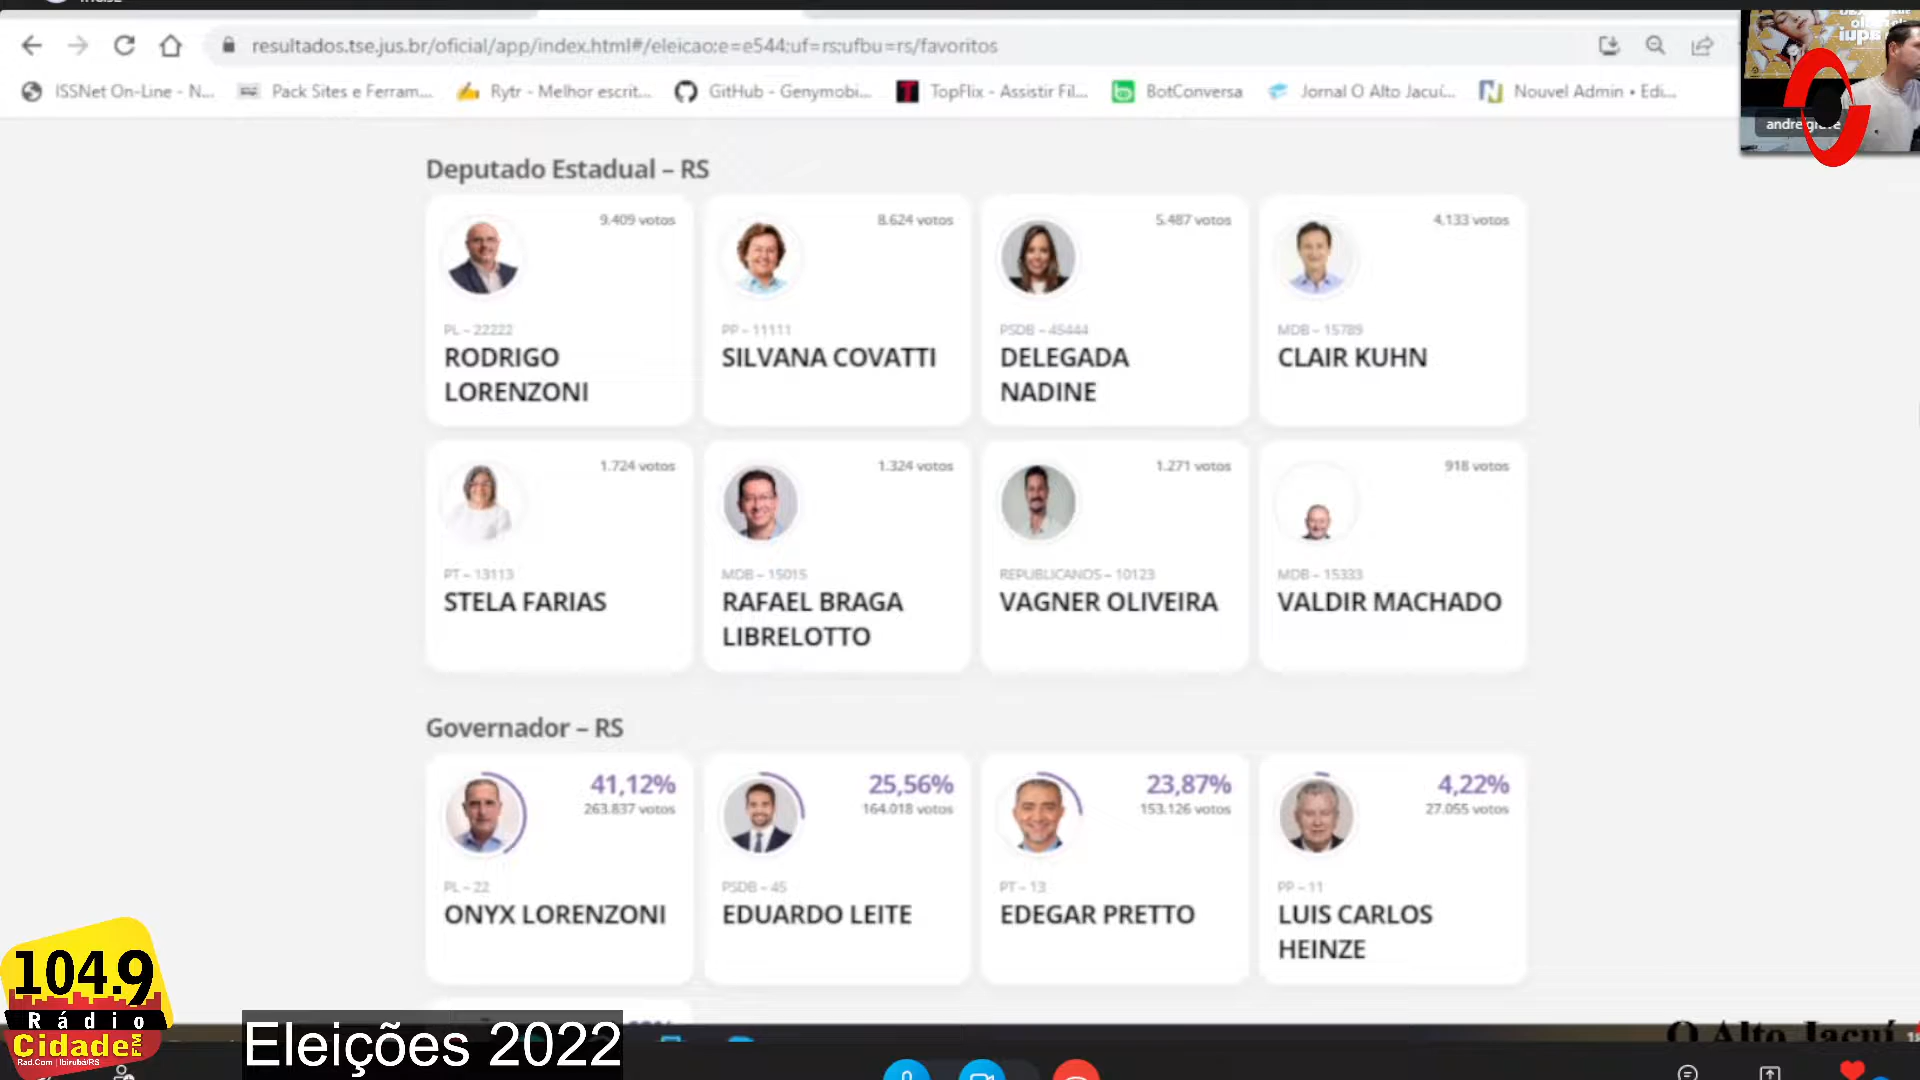 resultados.tse.jus.br/oficial/app/index.html#/eleicao:e=e544;uf=rs;ufbu=rs/favoritos
ISSNet On-Line - N... Pack Sites e Ferram... Rytr - Melhor escrit... GitHub - Genymobi... TopFlix - Assistir Fil... BotConversa Jornal O Alto Jacuí... Nouvel Admin • Edi...
Deputado Estadual – RS
9.409 votos
PL – 22222
RODRIGO
LORENZONI
8.624 votos
PP – 11111
SILVANA COVATTI
5.487 votos
PSDB – 45444
DELEGADA
NADINE
4.133 votos
MDB – 15789
CLAIR KUHN
1.724 votos
PT – 13113
STELA FARIAS
1.324 votos
MDB – 15015
RAFAEL BRAGA
LIBRELOTTO
1.271 votos
REPUBLICANOS – 10123
VAGNER OLIVEIRA
918 votos
MDB – 15333
VALDIR MACHADO
Governador – RS
41,12%
263.837 votos
PL – 22
ONYX LORENZONI
25,56%
164.018 votos
PSDB – 45
EDUARDO LEITE
23,87%
153.126 votos
PT – 13
EDEGAR PRETTO
4,22%
27.055 votos
PP – 11
LUIS CARLOS
HEINZE
104.9
Rádio
Cidade FM
Rad.Com | Ibirubá/RS
Eleições 2022
O Alto Jacuí